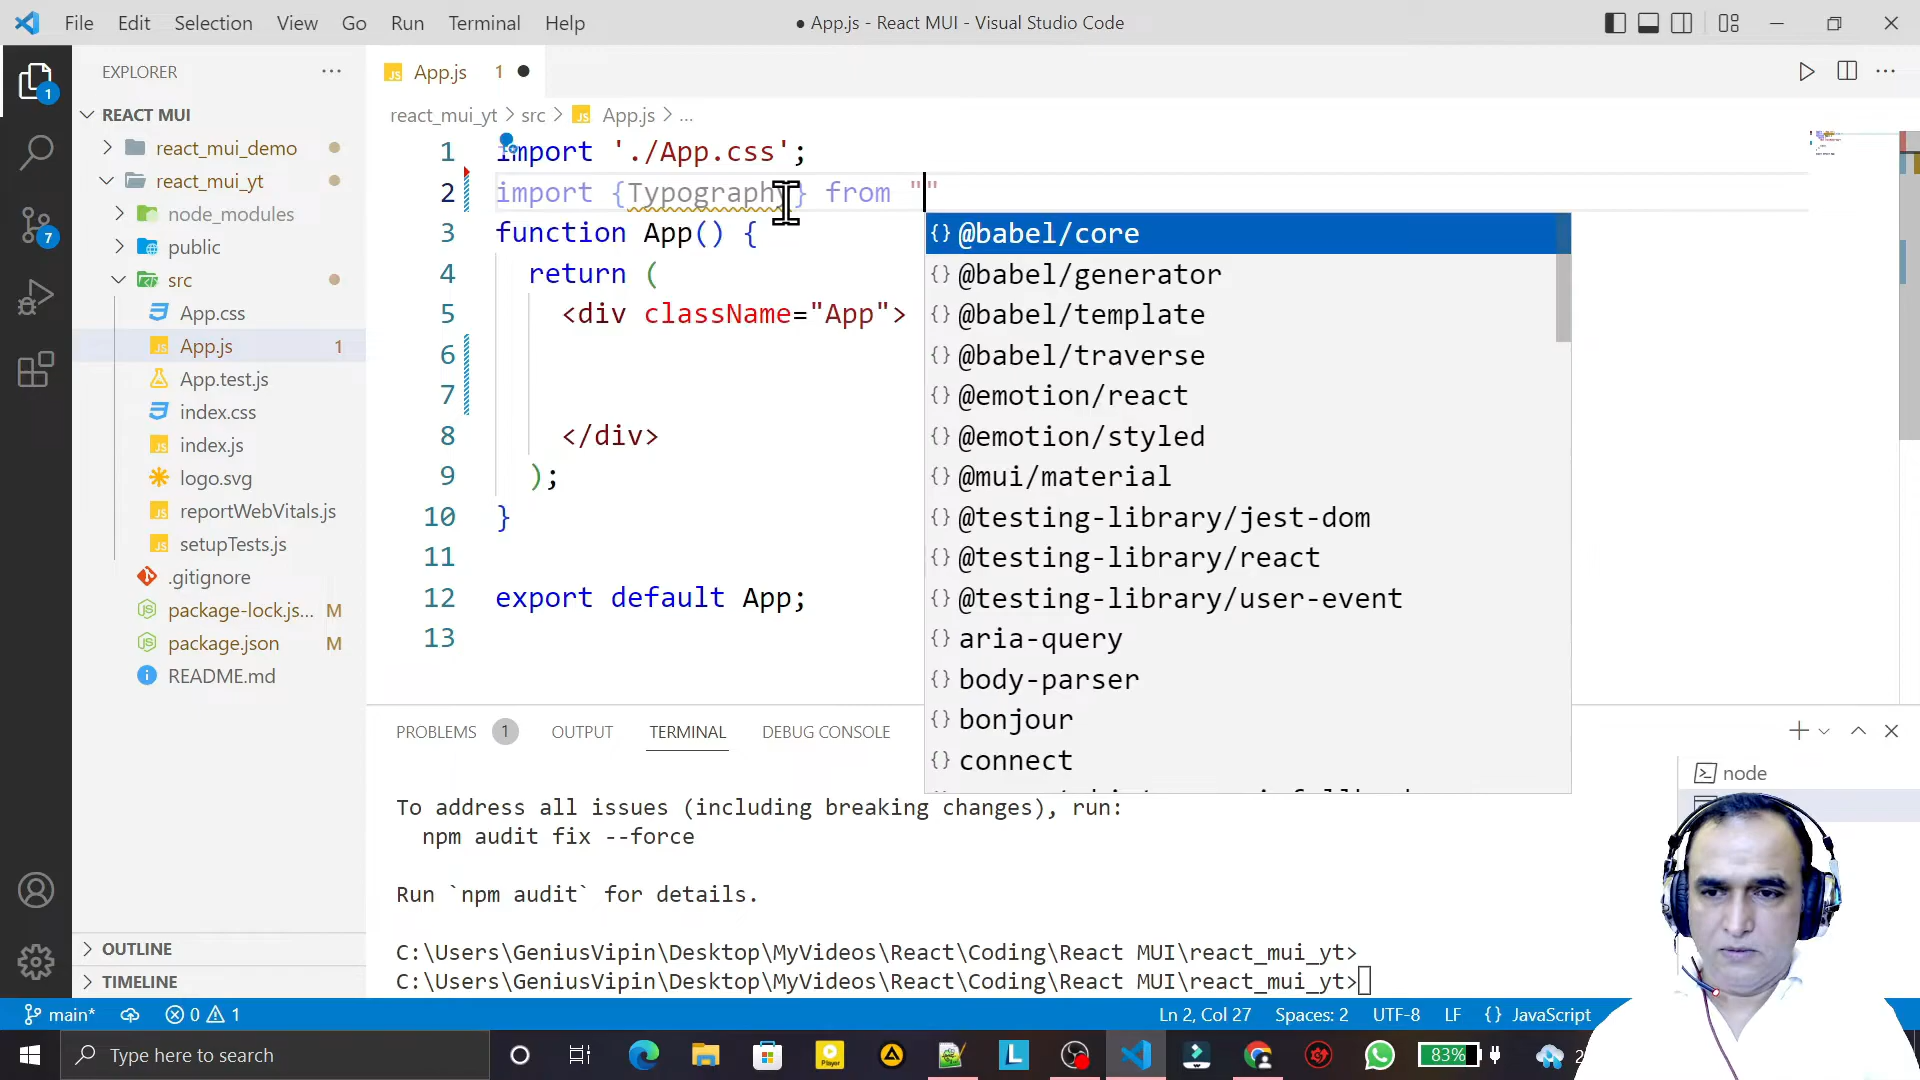 File Edit Selection View Go Run Terminal Help
● App.js - React MUI - Visual Studio Code
EXPLORER
REACT MUI
react_mui_demo
react_mui_yt
node_modules
public
src
App.css
App.js 1
App.test.js
index.css
index.js
logo.svg
reportWebVitals.js
setupTests.js
.gitignore
package-lock.js... M
package.json M
README.md
OUTLINE
TIMELINE
1
7
App.js 1
react_mui_yt > src > App.js > ...
1 import './App.css';
2 import {Typography} from ""
3 function App() {
4 return (
5 <div className="App">
6
7
8 </div>
9 );
10 }
11
12 export default App;
13
@babel/core
@babel/generator
@babel/template
@babel/traverse
@emotion/react
@emotion/styled
@mui/material
@testing-library/jest-dom
@testing-library/react
@testing-library/user-event
aria-query
body-parser
bonjour
connect
PROBLEMS 1 OUTPUT TERMINAL DEBUG CONSOLE
node
To address all issues (including breaking changes), run:
npm audit fix --force
Run `npm audit` for details.
C:\Users\GeniusVipin\Desktop\MyVideos\React\Coding\React MUI\react_mui_yt>
C:\Users\GeniusVipin\Desktop\MyVideos\React\Coding\React MUI\react_mui_yt>
main* 0 1 Ln 2, Col 27 Spaces: 2 UTF-8 LF {} JavaScript
Type here to search
83%